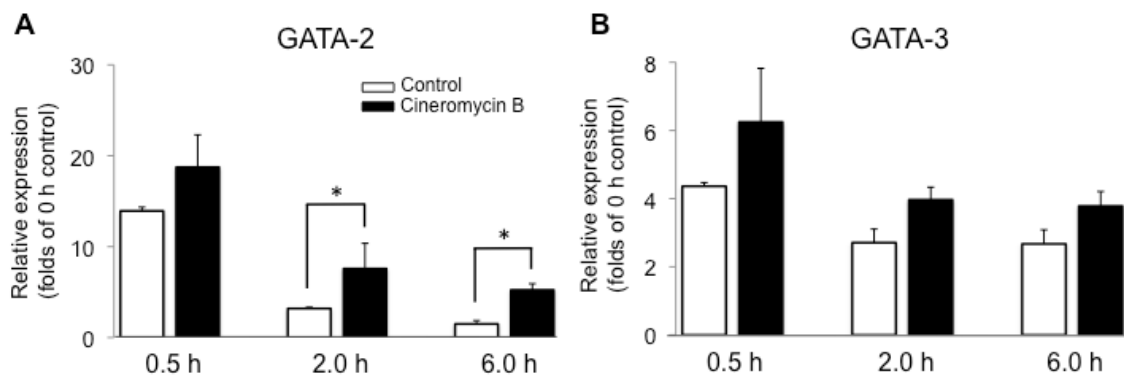 A
GATA-2
Relative expression
(folds of 0 h control)
30
20
10
0
Control
Cineromycin B
*
*
0.5 h
2.0 h
6.0 h
B
GATA-3
Relative expression
(folds of 0 h control)
8
6
4
2
0
0.5 h
2.0 h
6.0 h